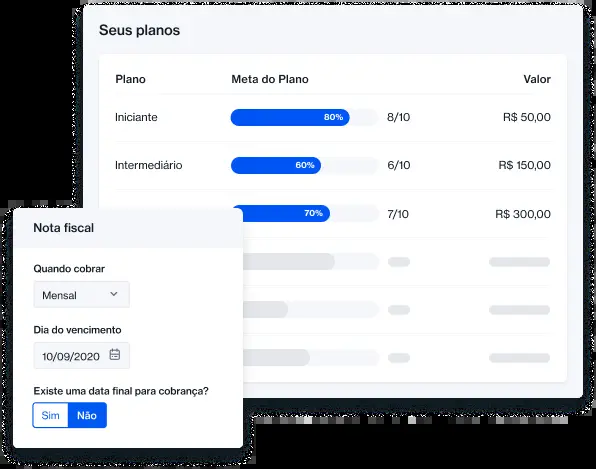 Seus planos
Plano Meta do Plano Valor
Iniciante 80% 8/10 R$ 50,00
Intermediário 60% 6/10 R$ 150,00
70% 7/10 R$ 300,00
Nota fiscal
Quando cobrar
Mensal
Dia do vencimento
10/09/2020
Existe uma data final para cobrança?
Sim Não